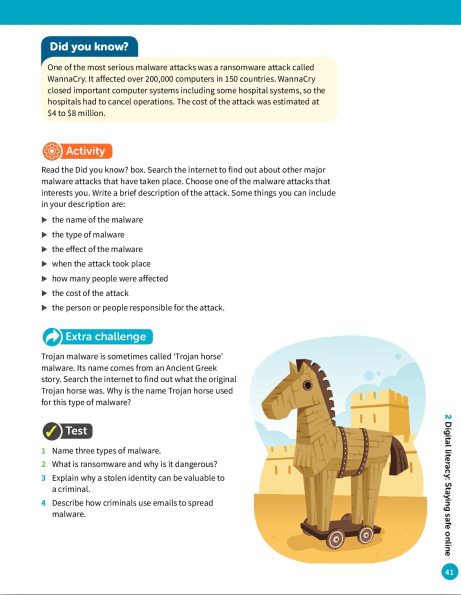 Did you know?
One of the most serious malware attacks was a ransomware attack called
WannaCry. It affected over 200,000 computers in 150 countries. WannaCry
closed important computer systems including some hospital systems, so the
hospitals had to cancel operations. The cost of the attack was estimated at
$4 to $8 million.
Activity
Read the Did you know? box. Search the internet to find out about other major
malware attacks that have taken place. Choose one of the malware attacks that
interests you. Write a brief description of the attack. Some things you can include
in your description are:
▶ the name of the malware
▶ the type of malware
▶ the effect of the malware
▶ when the attack took place
▶ how many people were affected
▶ the cost of the attack
▶ the person or people responsible for the attack.
Extra challenge
Trojan malware is sometimes called ‘Trojan horse’
malware. Its name comes from an Ancient Greek
story. Search the internet to find out what the original
Trojan horse was. Why is the name Trojan horse used
for this type of malware?
Test
1 Name three types of malware.
2 What is ransomware and why is it dangerous?
3 Explain why a stolen identity can be valuable to
a criminal.
4 Describe how criminals use emails to spread
malware.
2 Digital literacy: Staying safe online
41